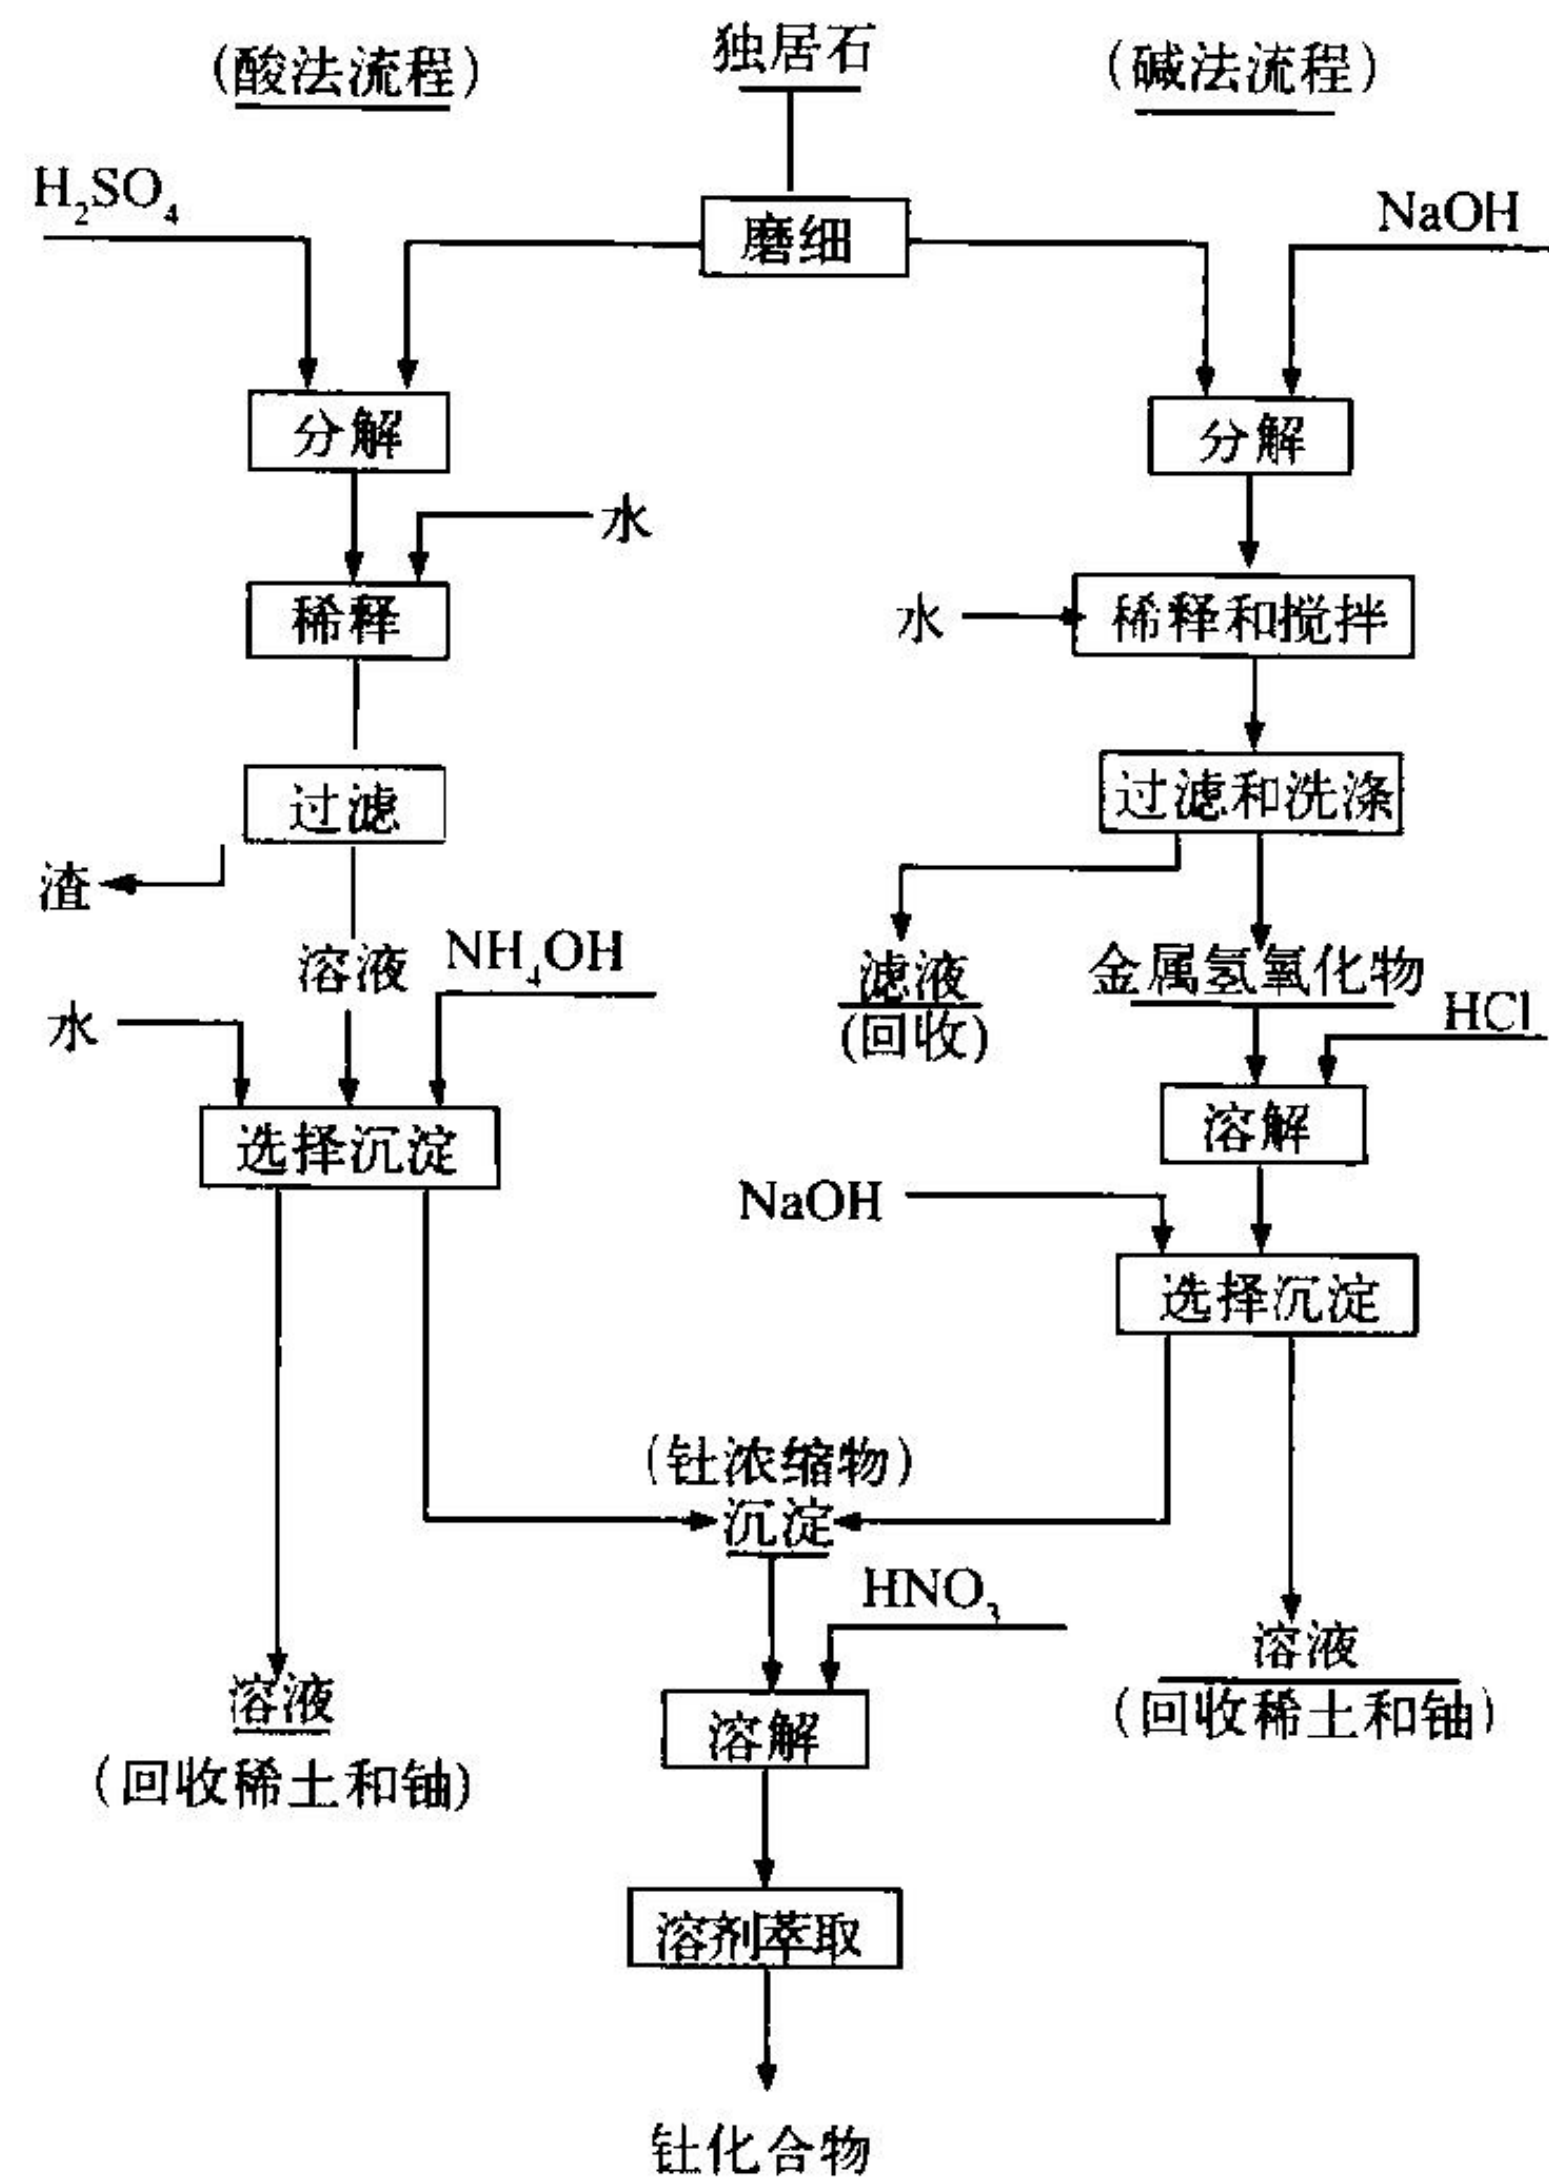 独居石
(酸法流程)
(碱法流程)
H₂SO₄
NaOH
磨细
分解
分解
水
稀释
水
稀释和搅拌
过滤
过滤和洗涤
渣
溶液
NH₄OH
滤液
(回收)
金属氢氧化物
HCl
水
选择沉淀
溶解
NaOH
选择沉淀
(钍浓缩物)
沉淀
HNO₃
溶液
(回收稀土和铀)
溶液
(回收稀土和铀)
溶解
溶剂萃取
钍化合物